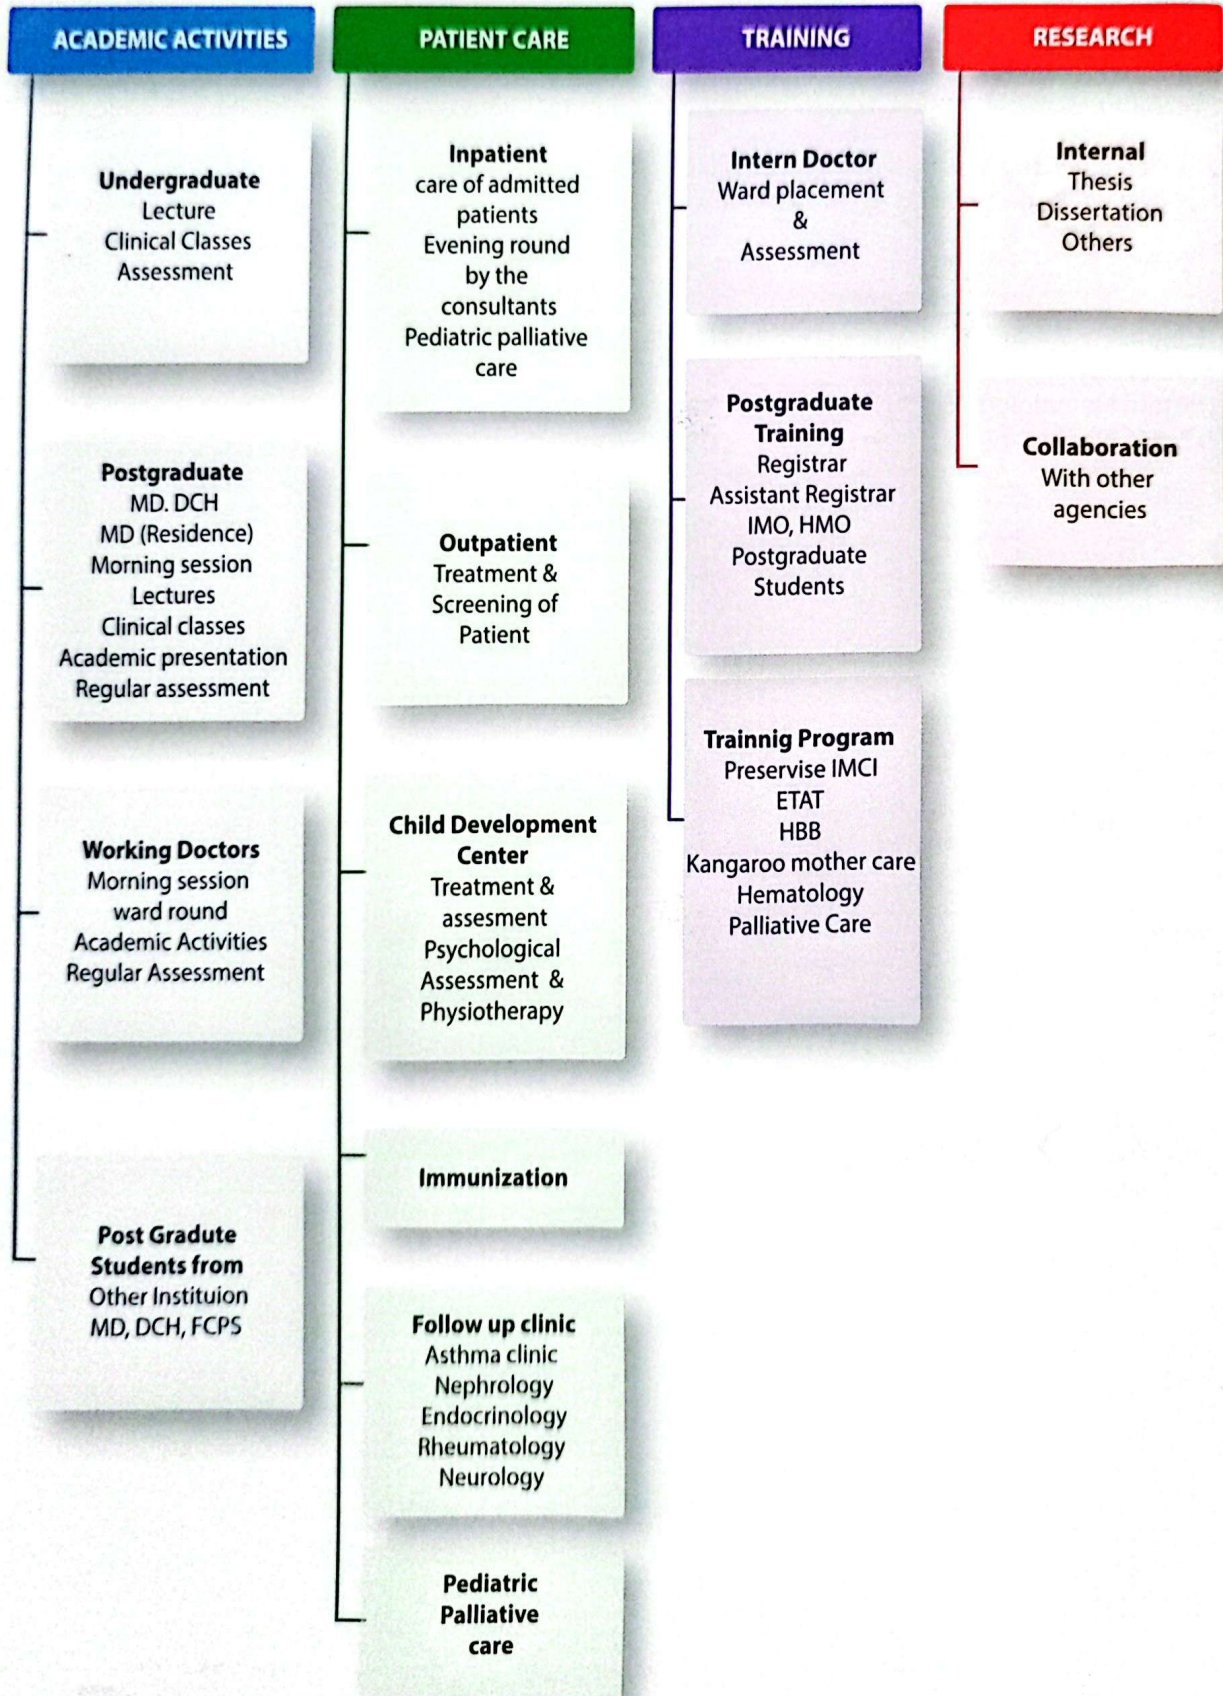 ACADEMIC ACTIVITIES
Undergraduate
Lecture
Clinical Classes
Assessment
Postgraduate
MD. DCH
MD (Residence)
Morning session
Lectures
Clinical classes
Academic presentation
Regular assessment
Working Doctors
Morning session
ward round
Academic Activities
Regular Assessment
Post Gradute
Students from
Other Instituion
MD, DCH, FCPS
PATIENT CARE
Inpatient
care of admitted
patients
Evening round
by the
consultants
Pediatric palliative
care
Outpatient
Treatment &
Screening of
Patient
Child Development
Center
Treatment &
assesment
Psychological
Assessment &
Physiotherapy
Immunization
Follow up clinic
Asthma clinic
Nephrology
Endocrinology
Rheumatology
Neurology
Pediatric
Palliative
care
TRAINING
Intern Doctor
Ward placement
&
Assessment
Postgraduate
Training
Registrar
Assistant Registrar
IMO, HMO
Postgraduate
Students
Trainnig Program
Preservise IMCI
ETAT
HBB
Kangaroo mother care
Hematology
Palliative Care
RESEARCH
Internal
Thesis
Dissertation
Others
Collaboration
With other
agencies